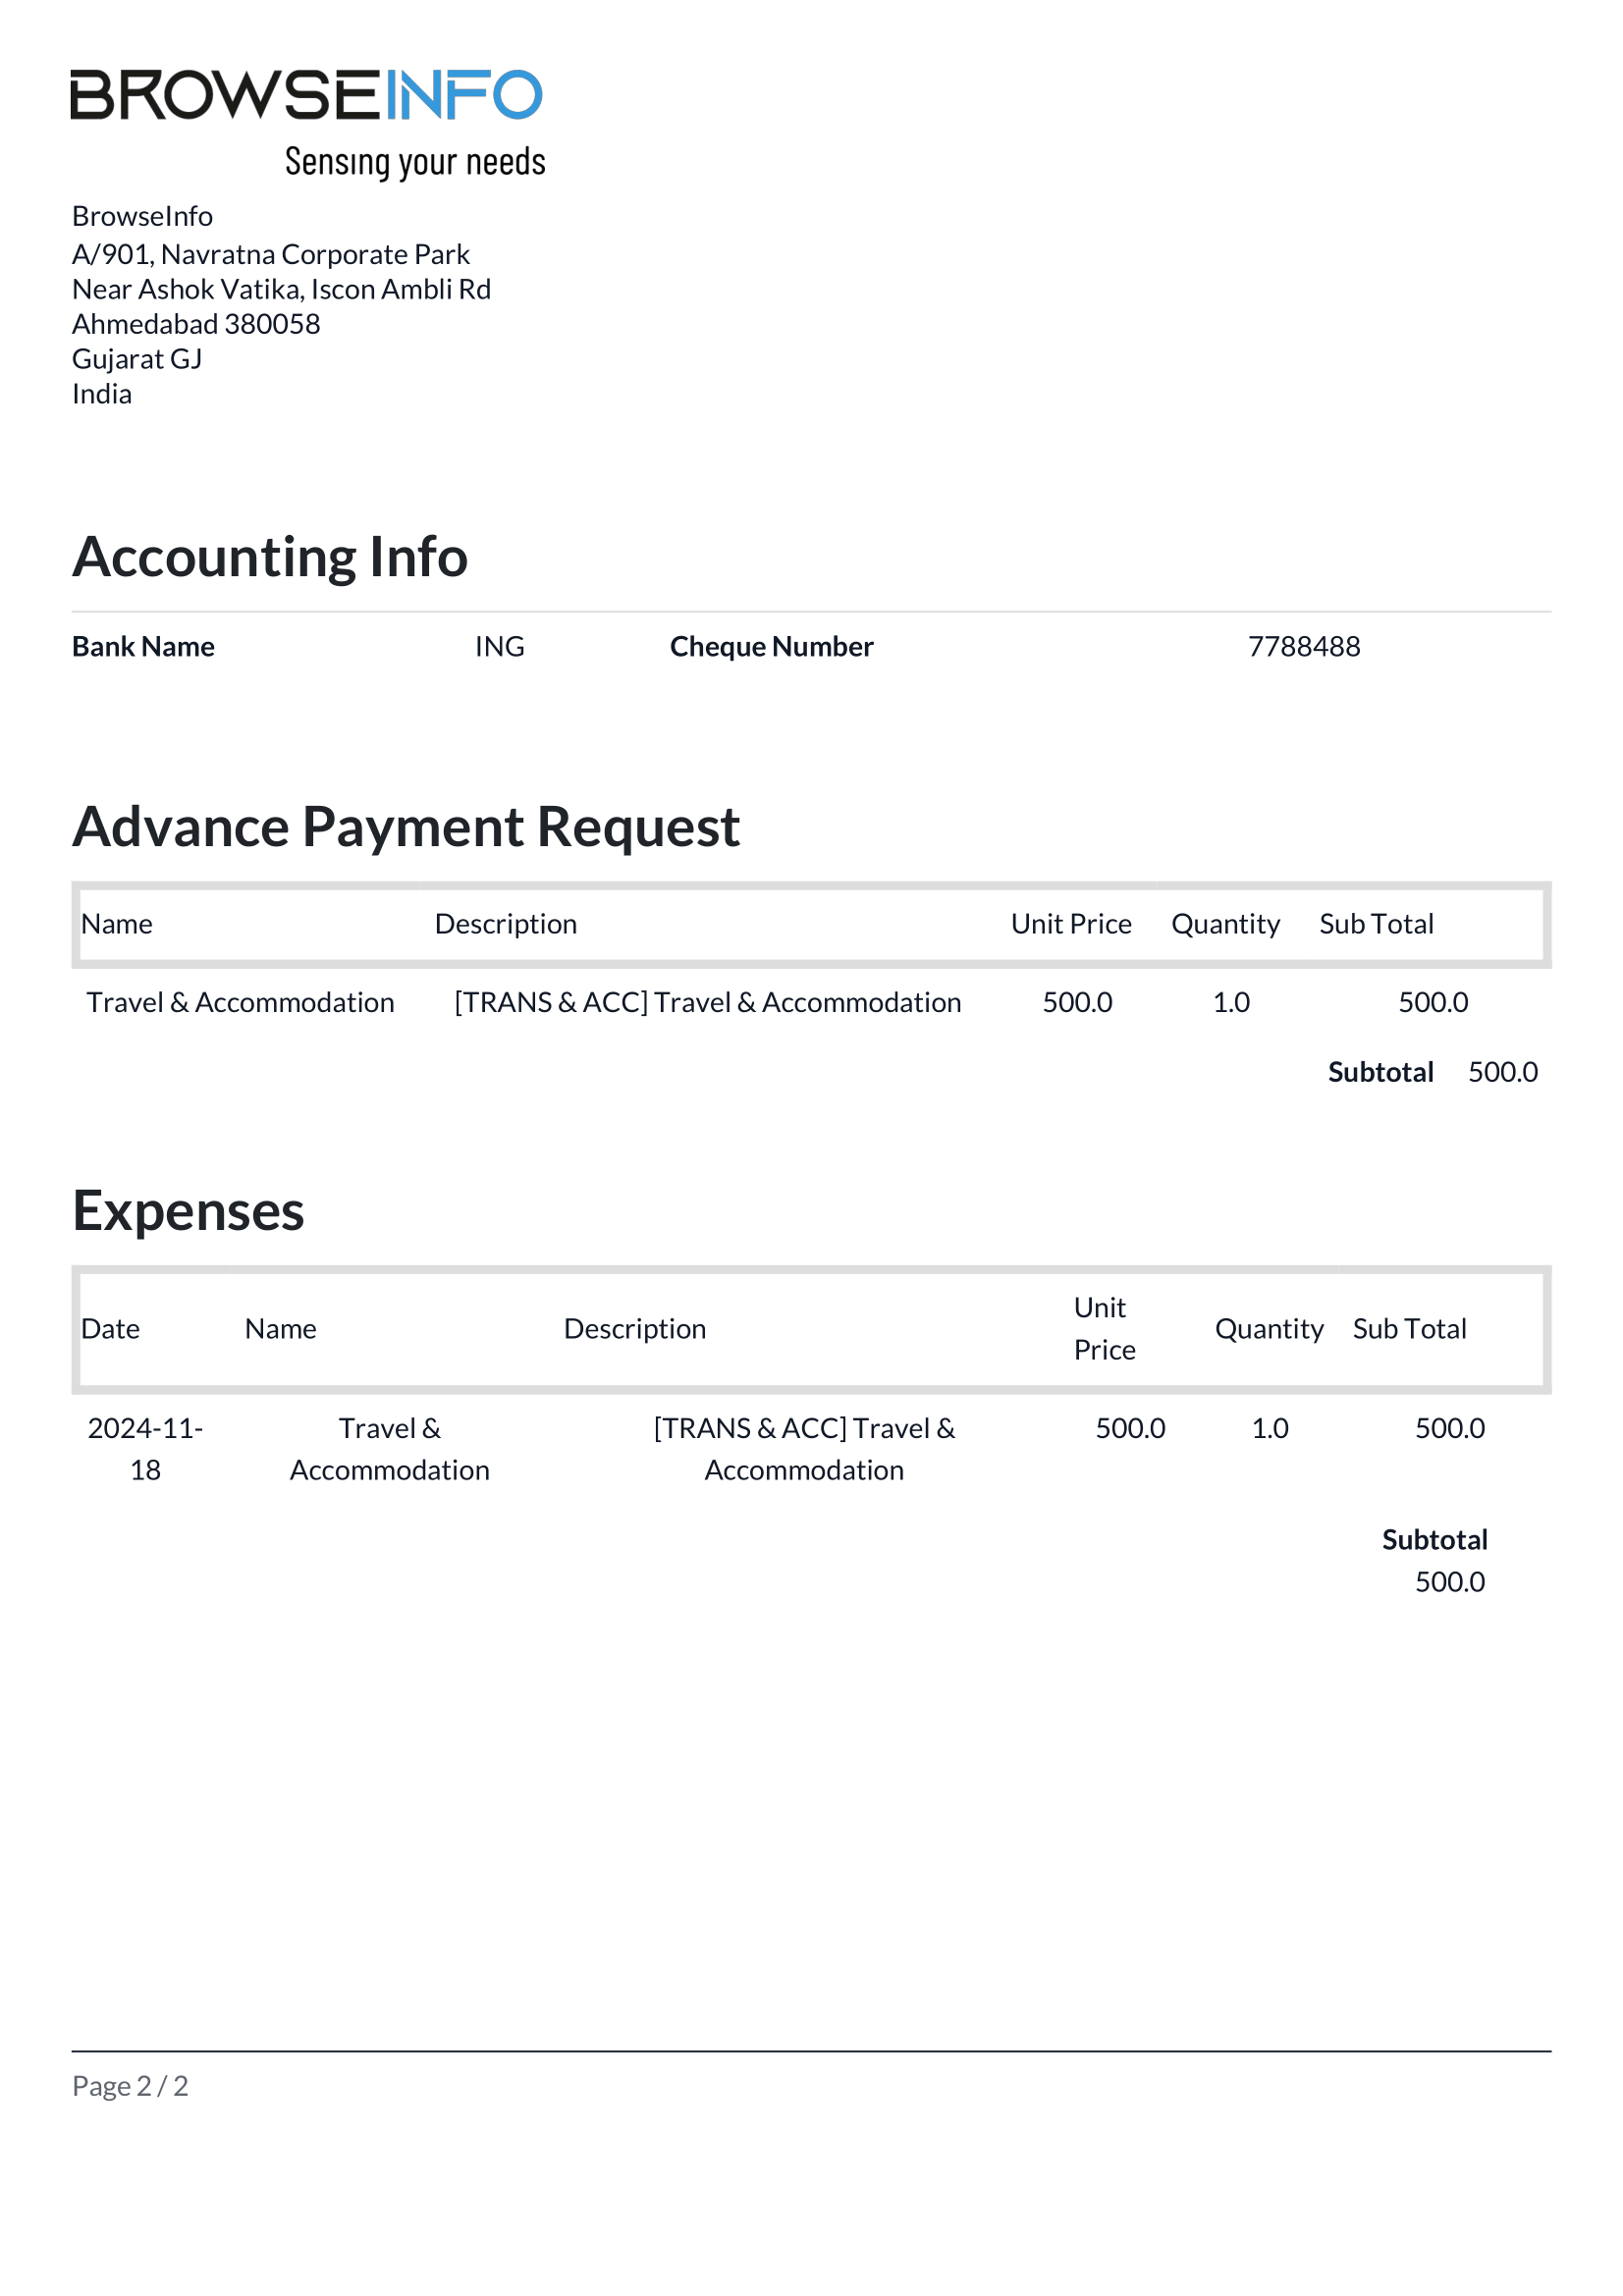 BROWSEINFO
Sensing your needs
BrowseInfo
A/901, Navratna Corporate Park
Near Ashok Vatika, Iscon Ambli Rd
Ahmedabad 380058
Gujarat GJ
India
Accounting Info
Bank Name ING Cheque Number 7788488
Advance Payment Request
Name Description Unit Price Quantity Sub Total
Travel & Accommodation [TRANS & ACC] Travel & Accommodation 500.0 1.0 500.0
Subtotal 500.0
Expenses
Date Name Description Unit Price Quantity Sub Total
2024-11- Travel & [TRANS & ACC] Travel & 500.0 1.0 500.0
18 Accommodation Accommodation
Subtotal
500.0
Page 2 / 2